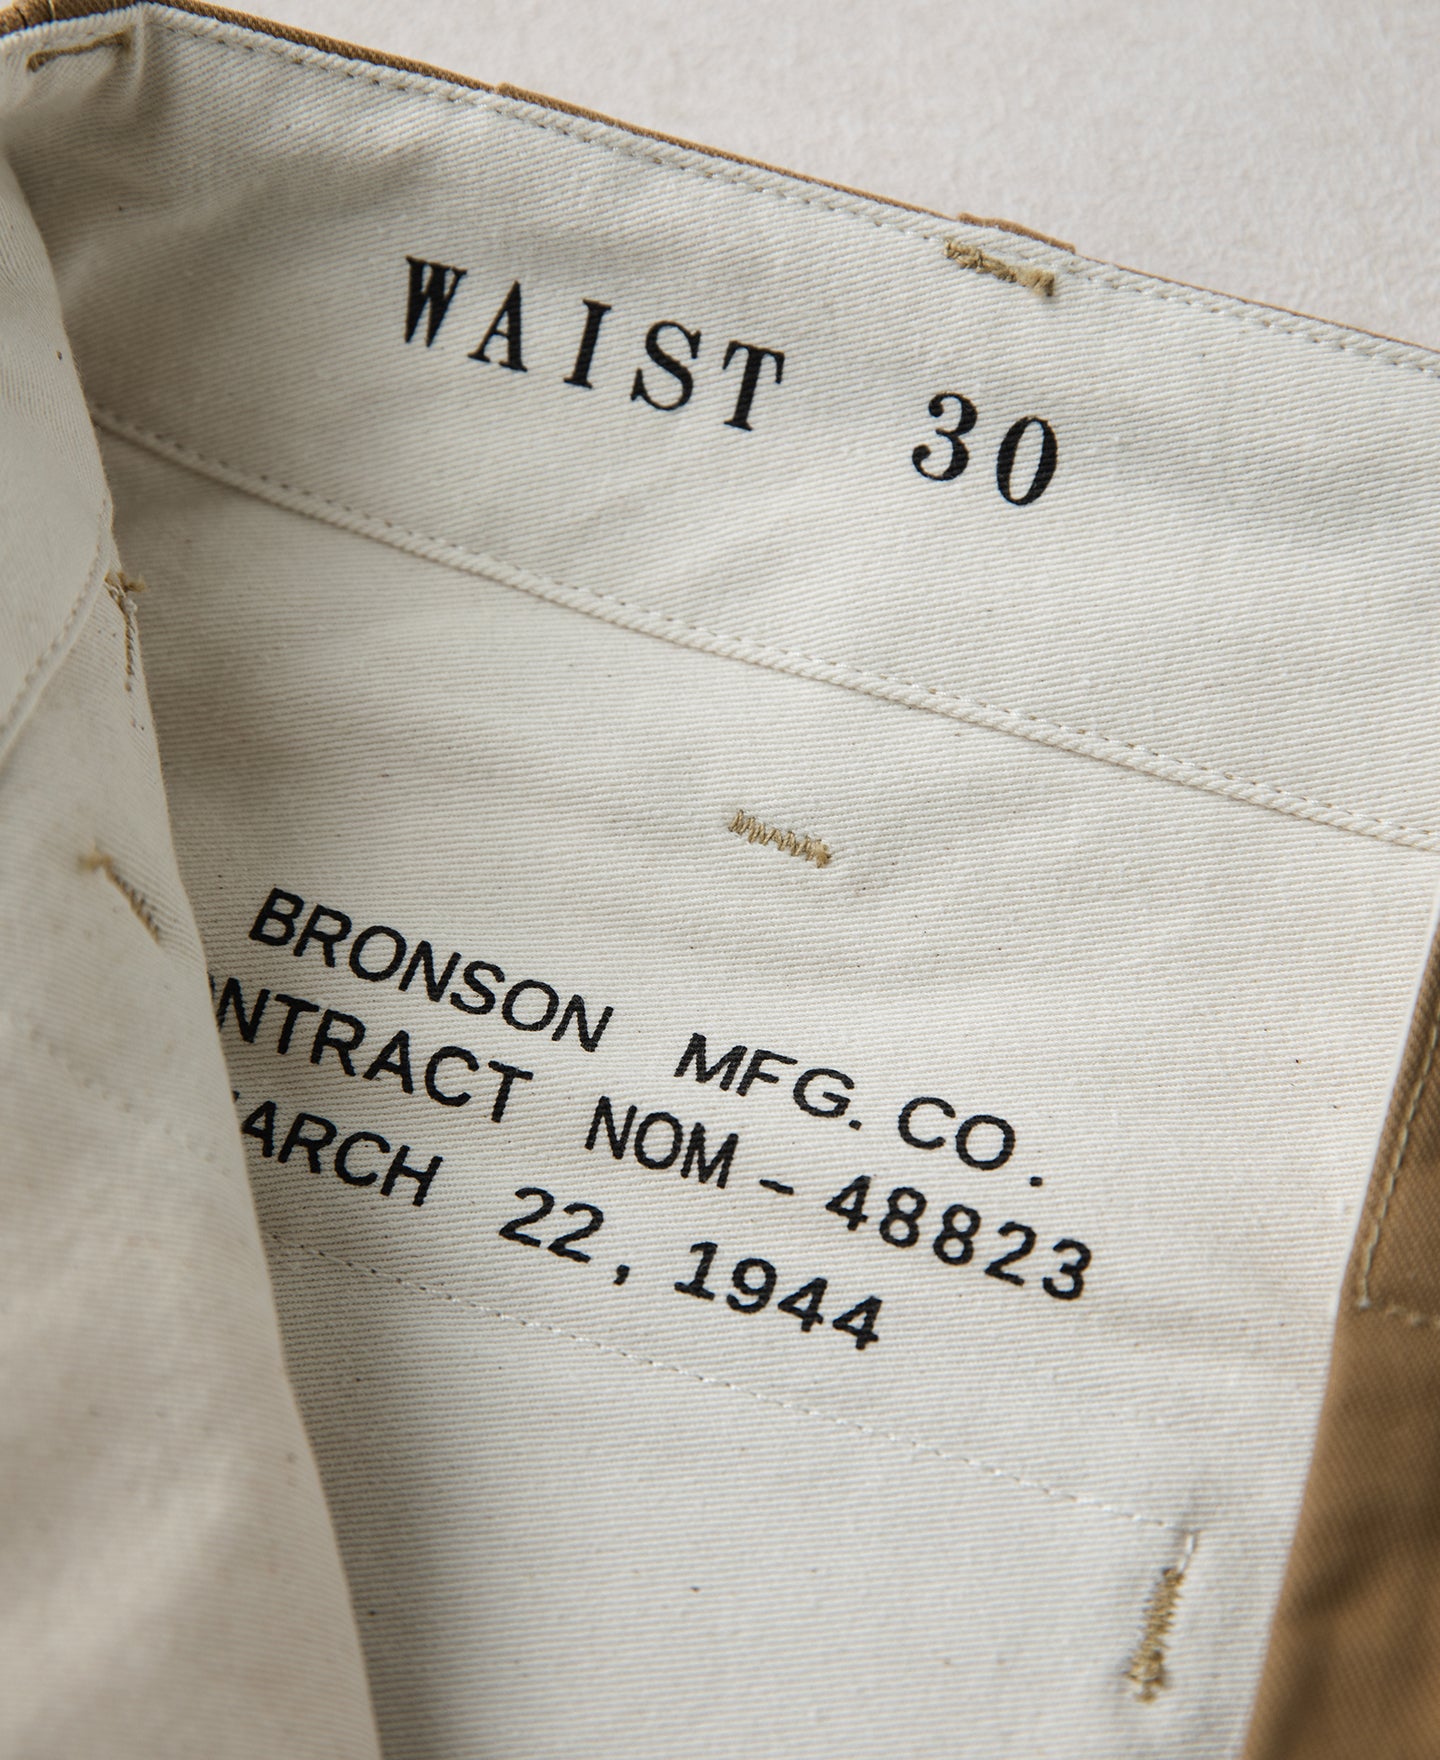 WAIST 30
BRONSON MFG. CO.
NTRACT NOM-48823
ARCH 22, 1944